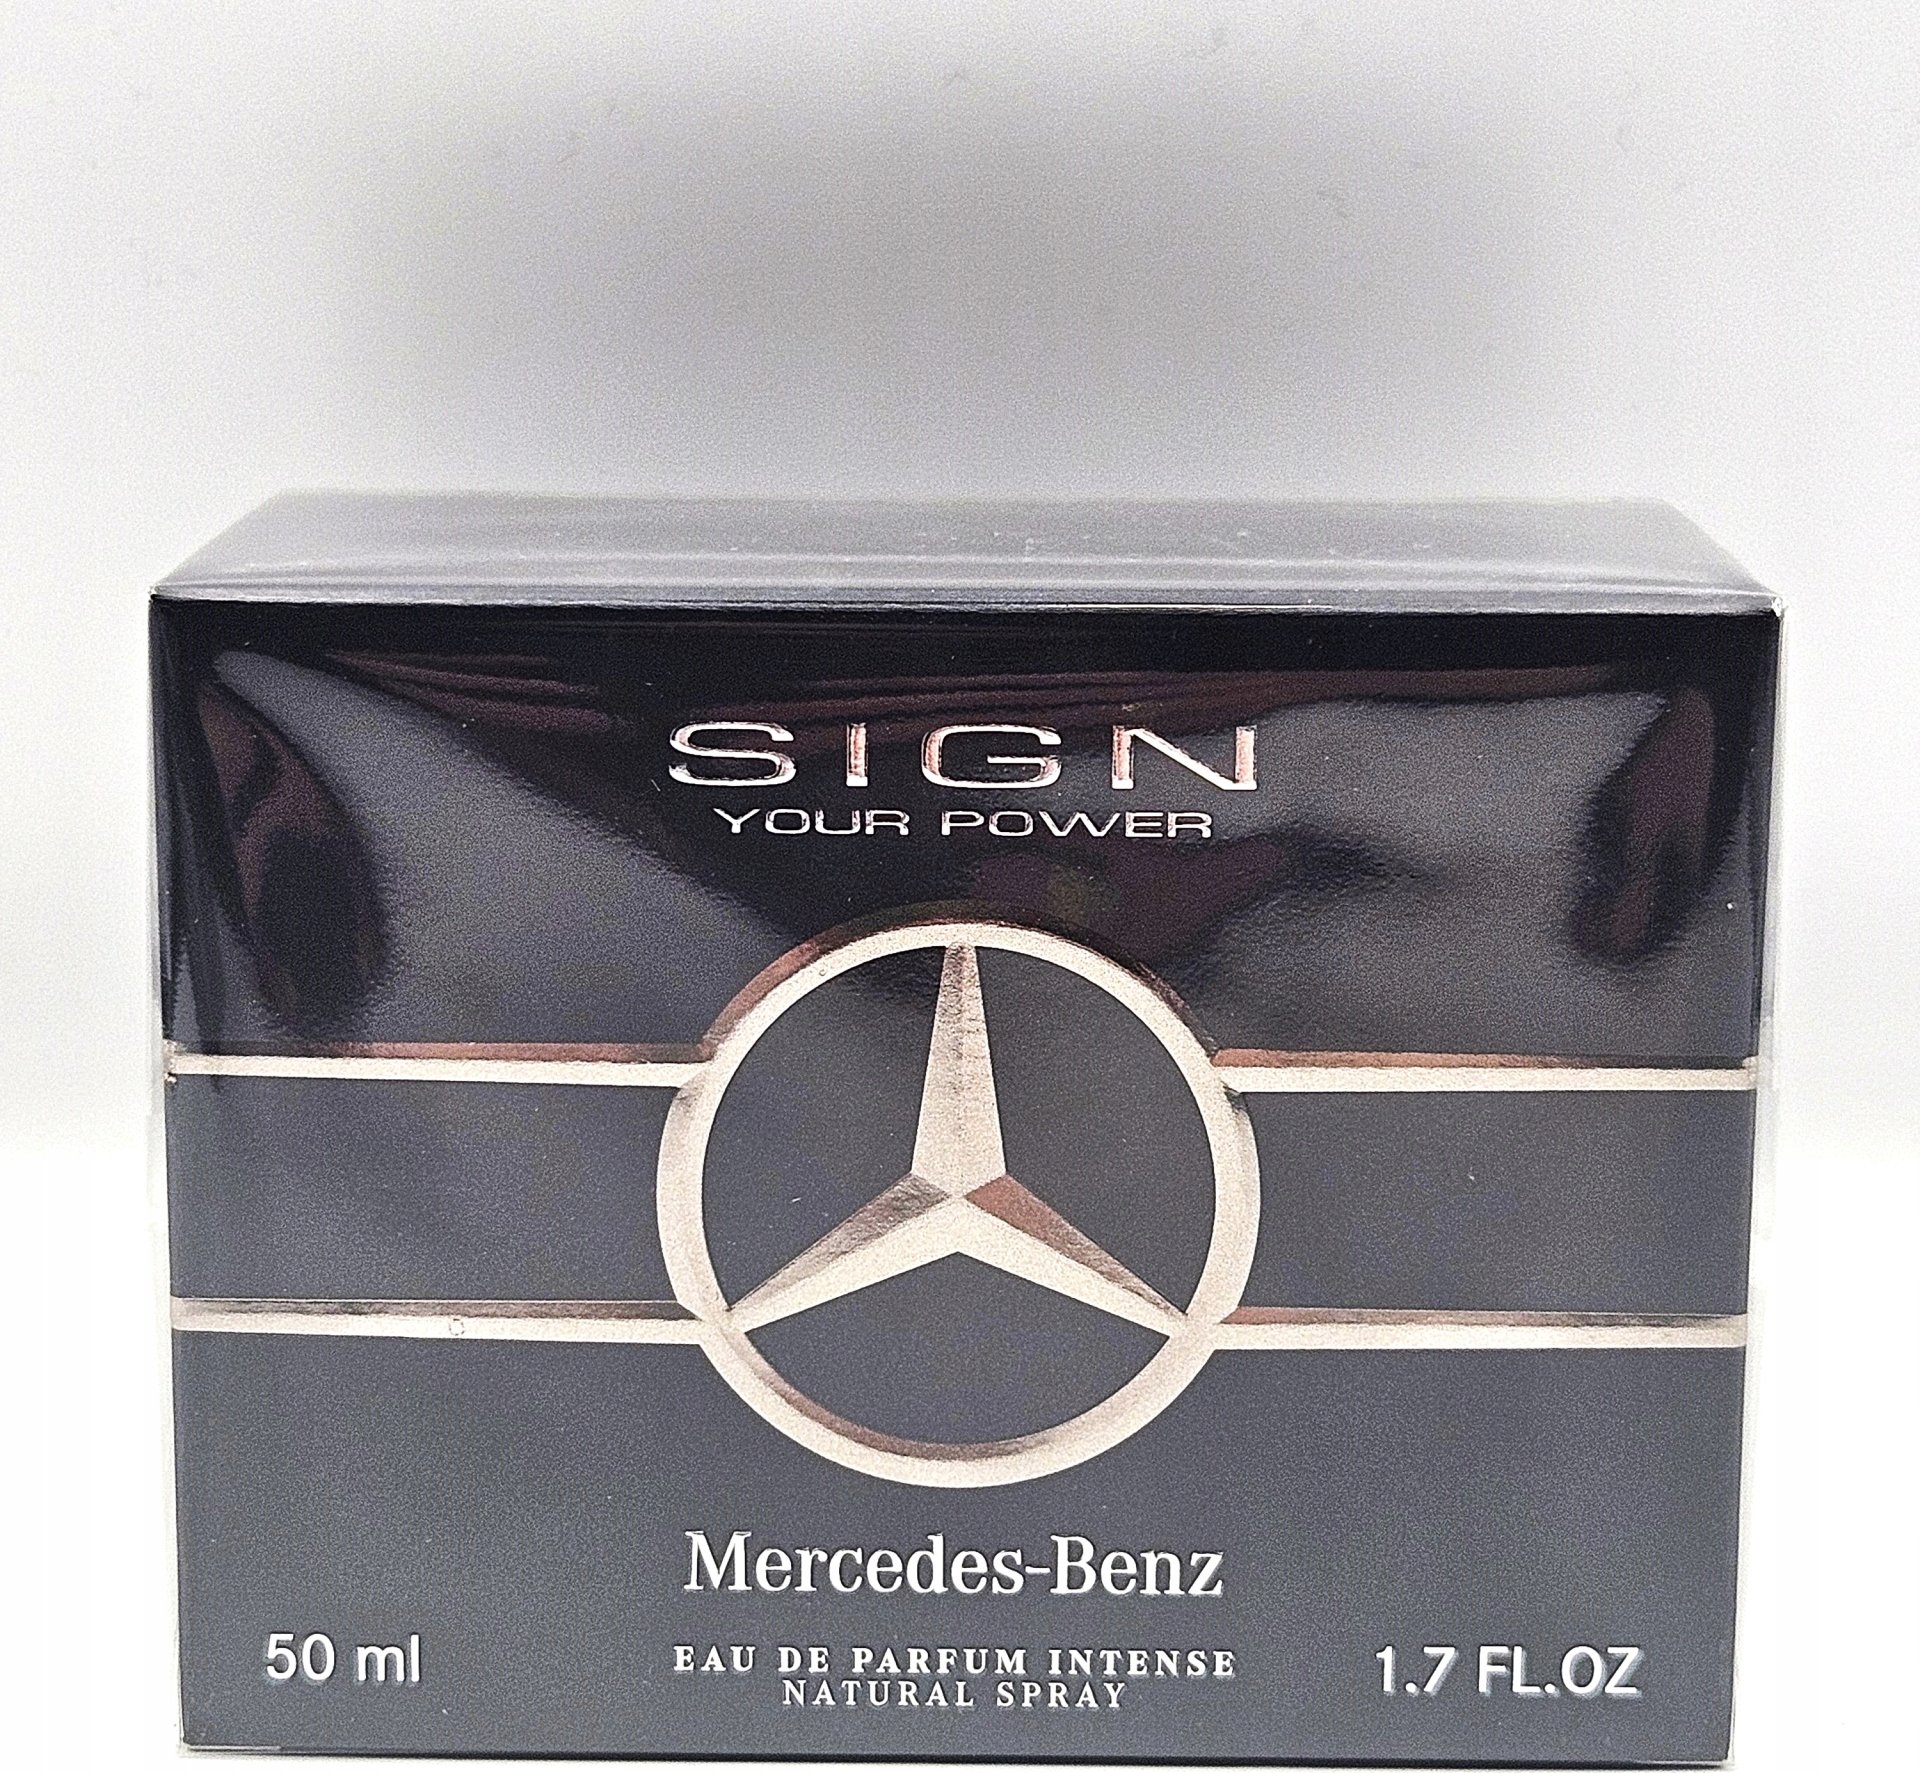 SIGN
YOUR POWER
Mercedes-Benz
50 ml
EAU DE PARFUM INTENSE
NATURAL SPRAY
1.7 FL.OZ